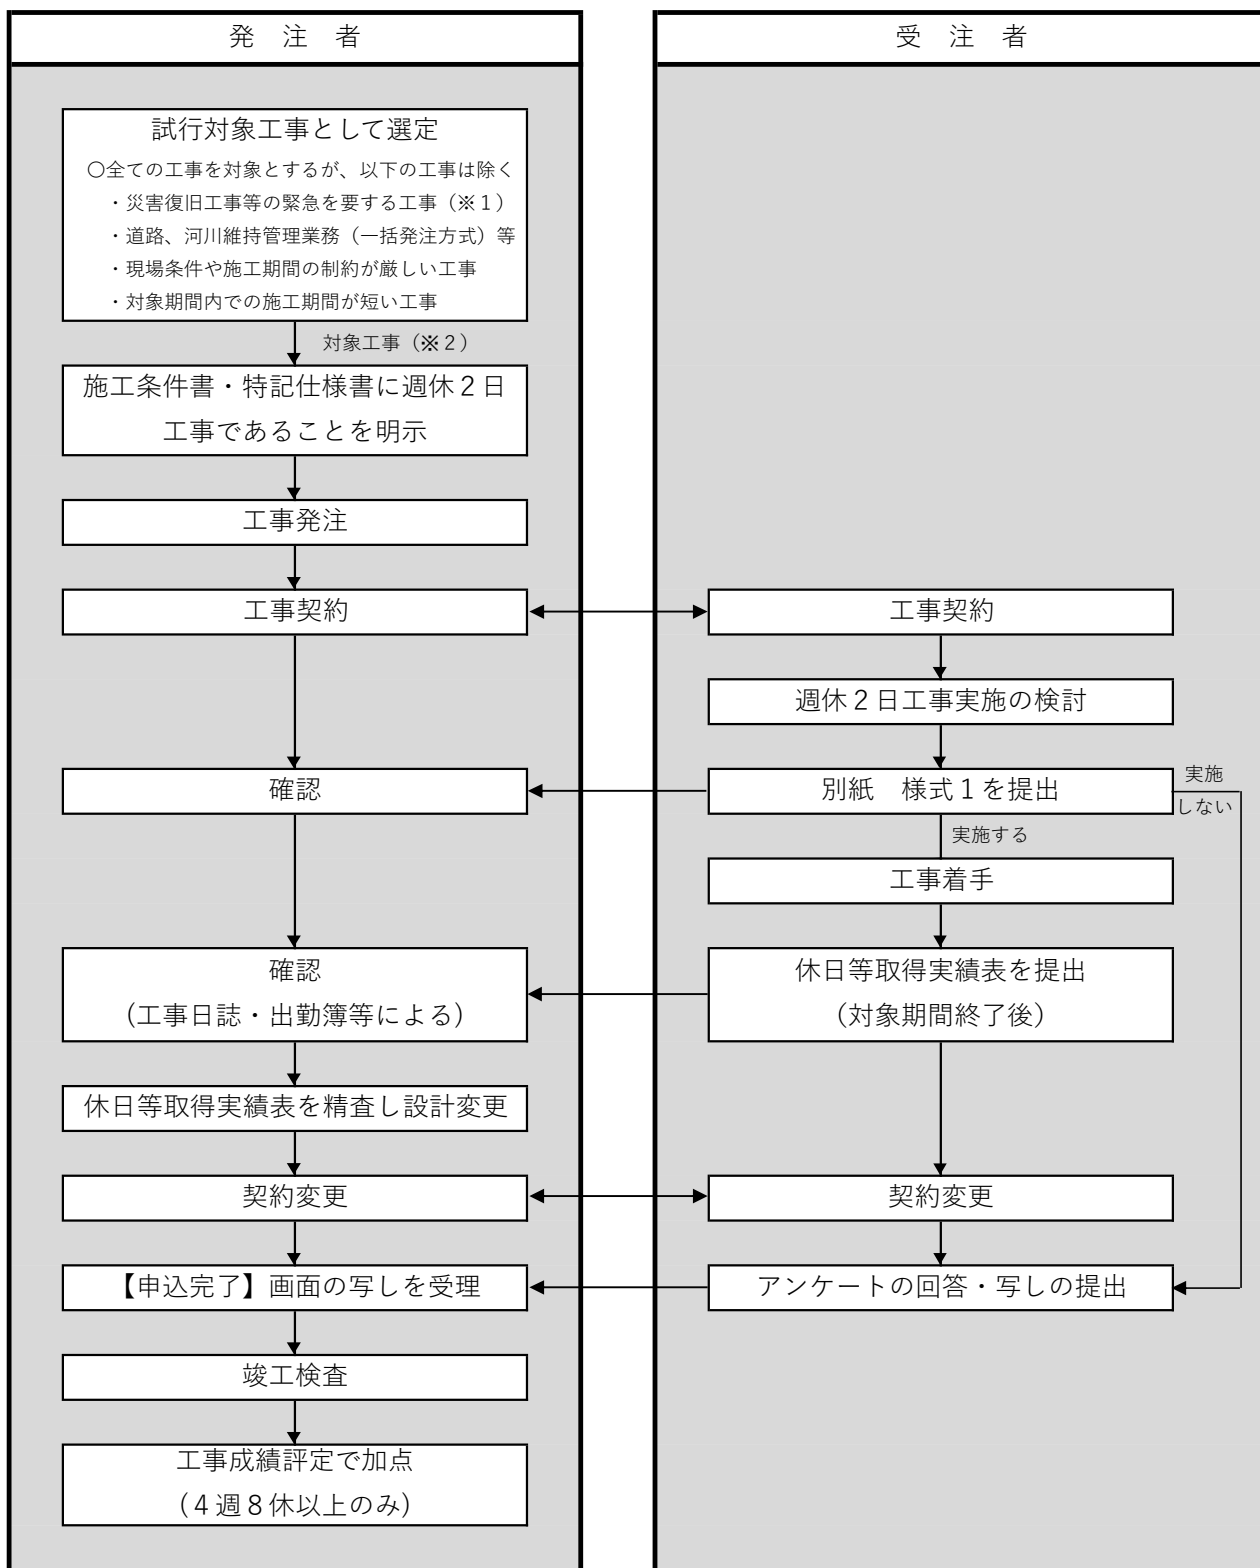 発　注　者
受　注　者
試行対象工事として選定
○全ての工事を対象とするが、以下の工事は除く
・災害復旧工事等の緊急を要する工事（※１）
・道路、河川維持管理業務（一括発注方式）等
・現場条件や施工期間の制約が厳しい工事
・対象期間内での施工期間が短い工事
対象工事（※２）
施工条件書・特記仕様書に週休２日
工事であることを明示
工事発注
工事契約
工事契約
週休２日工事実施の検討
確認
別紙　様式１を提出
実施
しない
実施する
工事着手
確認
（工事日誌・出勤簿等による）
休日等取得実績表を提出
（対象期間終了後）
休日等取得実績表を精査し設計変更
契約変更
契約変更
【申込完了】画面の写しを受理
アンケートの回答・写しの提出
竣工検査
工事成績評定で加点
（４週８休以上のみ）